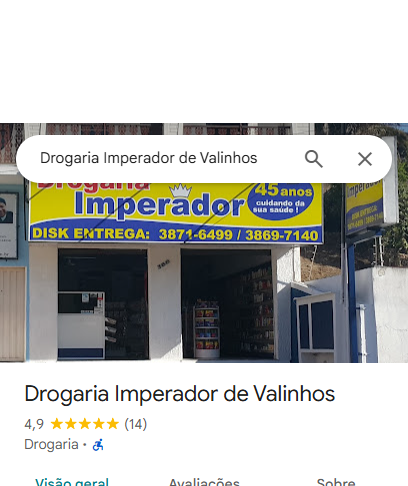 Drogaria Imperador de Valinhos
Drogaria
Imperador
45 anos
cuidando da
sua saúde !
DISK ENTREGA: 3871-6499 / 3869-7140
Drogaria Imperador de Valinhos
4,9 ★★★★★ (14)
Drogaria ·
Visão geral Avaliações Sobre